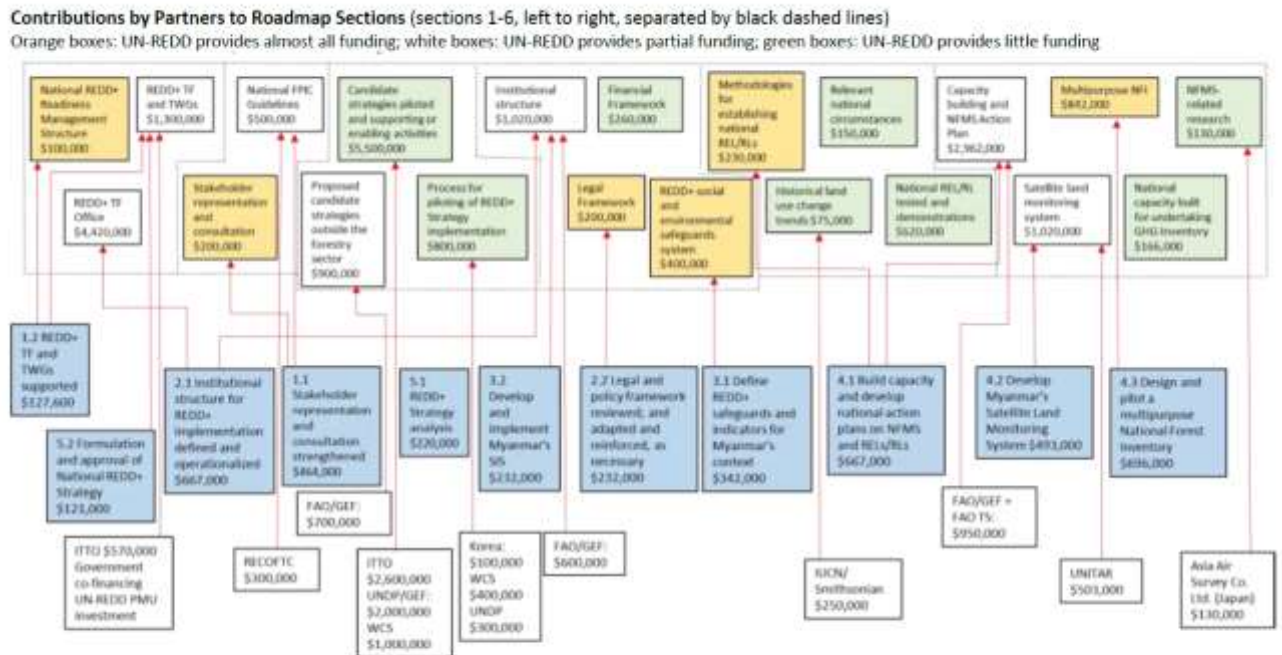 Contributions by Partners to Roadmap Sections (sections 1-6, left to right, separated by black dashed lines)
Orange boxes: UN-REDD provides almost all funding; white boxes: UN-REDD provides partial funding; green boxes: UN-REDD provides little funding
National REDD+
Readiness
Management
Structure
$100,000
REDD+ TF
and TWGs
$1,300,000
National FPIC
Guidelines
$500,000
Candidate
strategies piloted
and supporting or
enabling activities
$5,500,000
Institutional
structure
$1,020,000
Financial
Framework
$260,000
Methodologies
for
establishing
national
REL/RLs
$230,000
Relevant
national
circumstances
$150,000
Capacity
building and
NFMS Action
Plan
$2,962,000
Multipurpose NFI
$842,000
NFMS-
related
research
$130,000
REDD+ TF
Office
$4,420,000
Stakeholder
representation
and
consultation
$200,000
Proposed
candidate
strategies
outside the
forestry
sector
$900,000
Process for
piloting of REDD+
Strategy
implementation
$800,000
Legal
Framework
$200,000
REDD+ social
and
environmental
safeguards
system
$400,000
Historical land
use change
trends $75,000
National REL/RL
tested and
demonstrations
$620,000
Satellite land
monitoring
system
$1,020,000
National
capacity built
for undertaking
GHG Inventory
$166,000
1.2 REDD+
TF and
TWGs
supported
$127,600
5.2 Formulation
and approval of
National REDD+
Strategy
$121,000
2.1 Institutional
structure for
REDD+
implementation
defined and
operationalized
$667,000
1.1
Stakeholder
representation
and
consultation
strengthened
$464,000
5.1
REDD+
Strategy
analysis
$220,000
3.2
Develop
and
implement
Myanmar's
SIS
$232,000
2.2 Legal and
policy framework
reviewed; and
adapted and
reinforced, as
necessary
$232,000
3.1 Define
REDD+
safeguards and
indicators for
Myanmar's
context
$342,000
4.1 Build capacity
and develop
national action
plans on NFMS
and RELs/RLs
$667,000
4.2 Develop
Myanmar's
Satellite Land
Monitoring
System $493,000
4.3 Design and
pilot a
multipurpose
National Forest
Inventory
$696,000
ITTO $570,000
Government
co-financing
UN-REDD PMU
investment
RECOFTC
$300,000
FAO/GEF:
$700,000
ITTO
$2,600,000
UNDP/GEF:
$2,000,000
WCS
$1,000,000
Korea:
$100,000
WCS
$400,000
UNDP
$300,000
FAO/GEF:
$600,000
IUCN/
Smithsonian
$250,000
FAO/GEF +
FAO TS:
$950,000
UNITAR
$503,000
Asia Air
Survey Co.
Ltd. (Japan)
$130,000